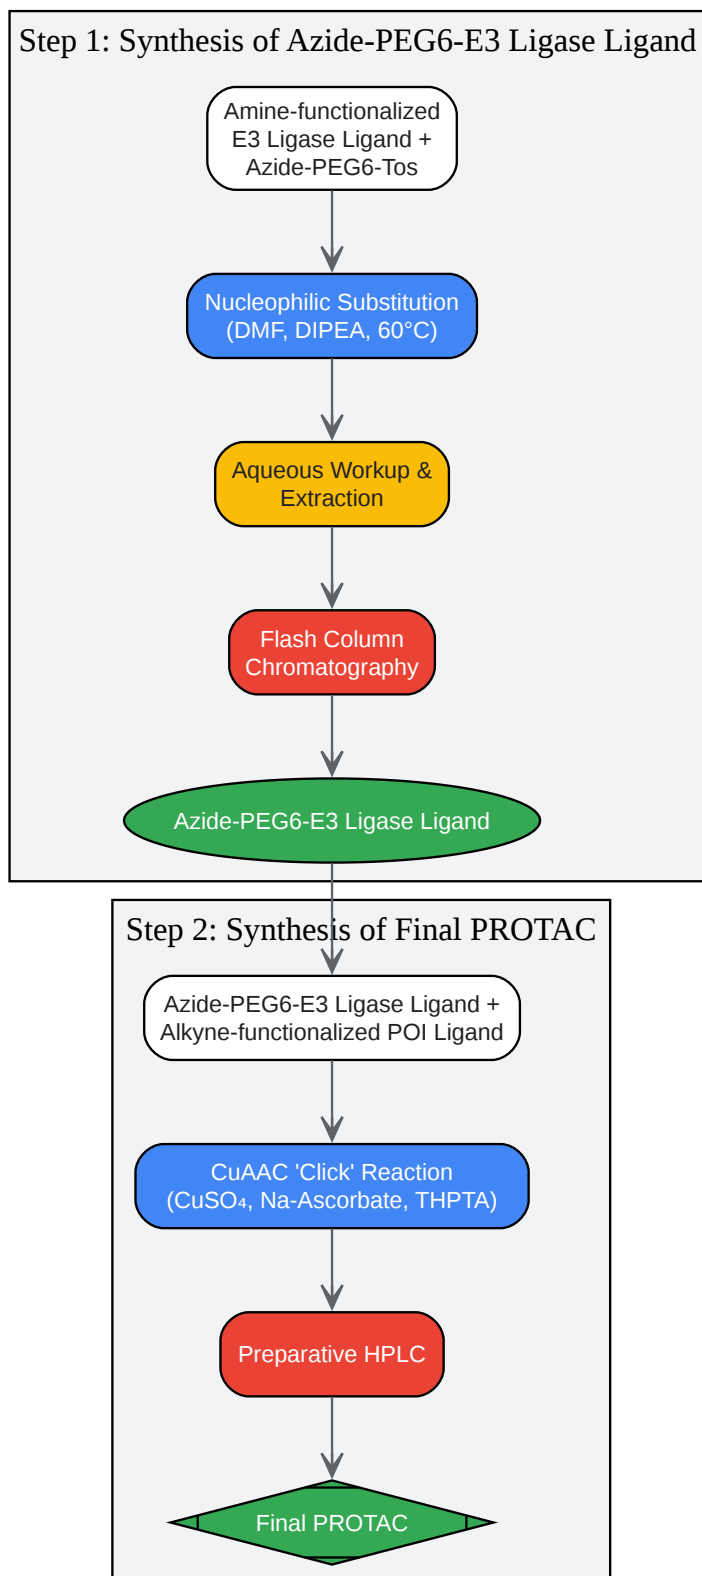 Step 1: Synthesis of Azide-PEG6-E3 Ligase Ligand
Amine-functionalized
E3 Ligase Ligand +
Azide-PEG6-Tos
Nucleophilic Substitution
(DMF, DIPEA, 60°C)
Aqueous Workup &
Extraction
Flash Column
Chromatography
Azide-PEG6-E3 Ligase Ligand
Step 2: Synthesis of Final PROTAC
Azide-PEG6-E3 Ligase Ligand +
Alkyne-functionalized POI Ligand
CuAAC 'Click' Reaction
(CuSO₄, Na-Ascorbate, THPTA)
Preparative HPLC
Final PROTAC